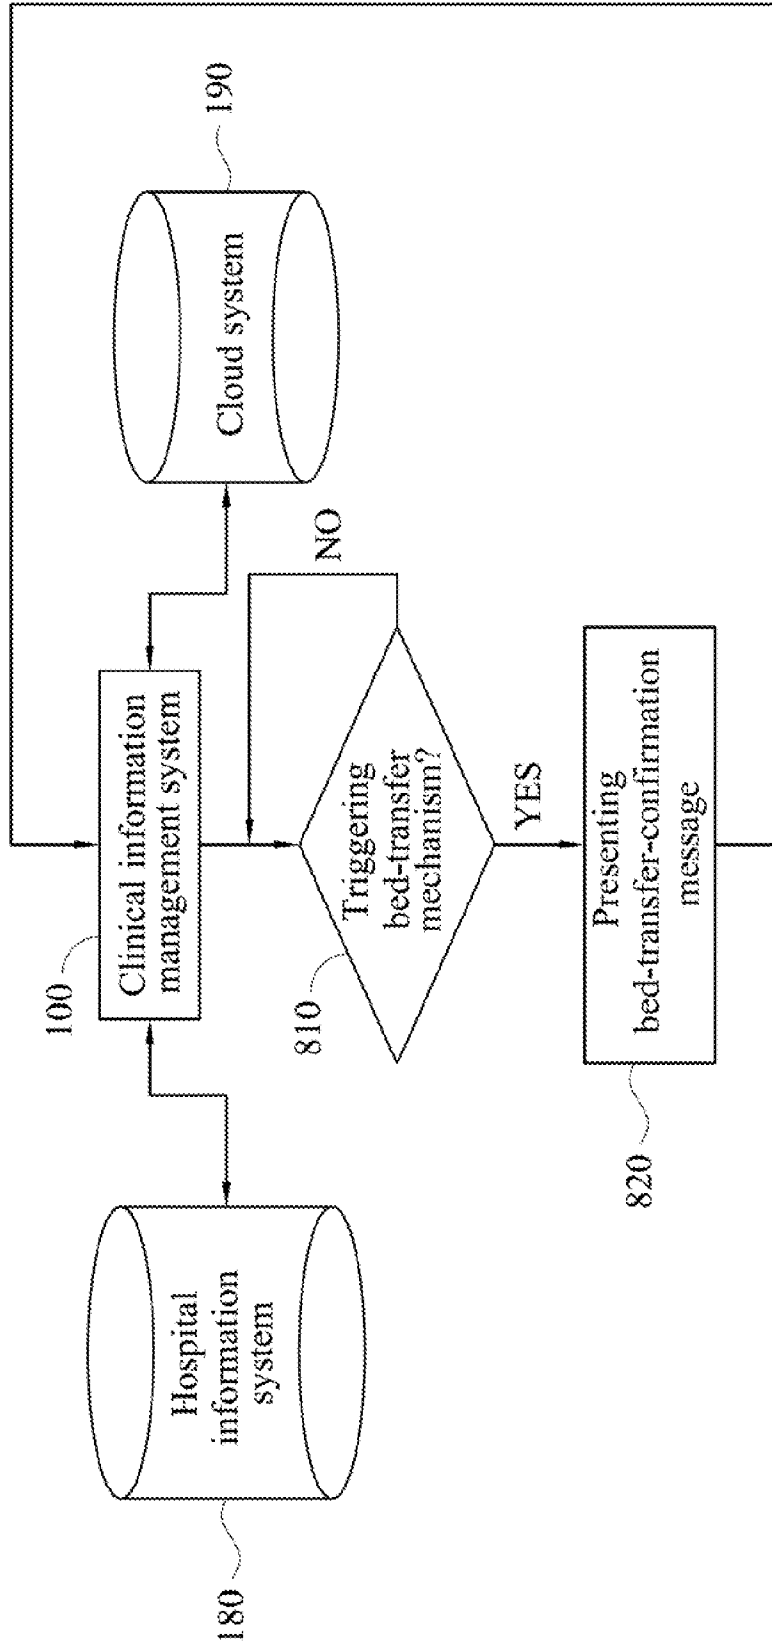 180
Hospital
information
system
100
Clinical information
management system
190
Cloud system
810
Triggering
bed-transfer
mechanism?
NO
YES
820
Presenting
bed-transfer-confirmation
message